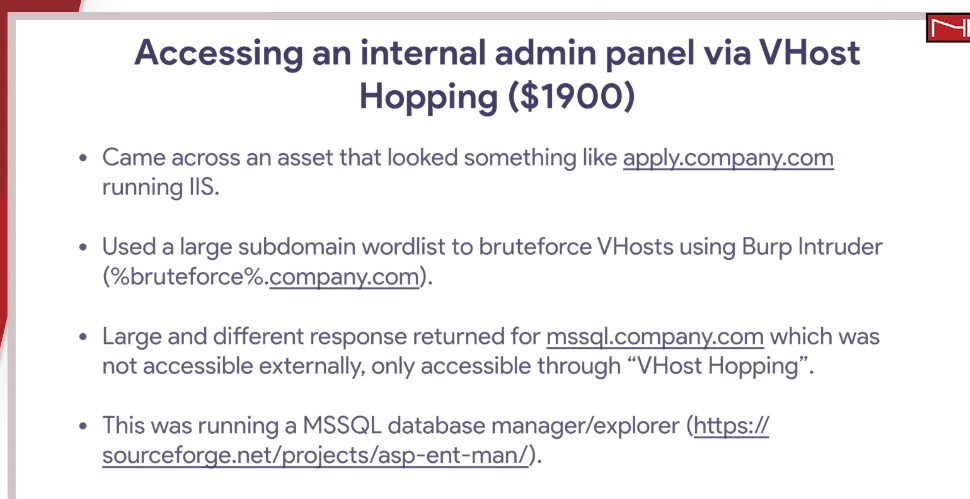 Accessing an internal admin panel via VHost
Hopping ($1900)
• Came across an asset that looked something like apply.company.com
running IIS.
• Used a large subdomain wordlist to bruteforce VHosts using Burp Intruder
(%bruteforce%.company.com).
• Large and different response returned for mssql.company.com which was
not accessible externally, only accessible through “VHost Hopping”.
• This was running a MSSQL database manager/explorer (https://
sourceforge.net/projects/asp-ent-man/).